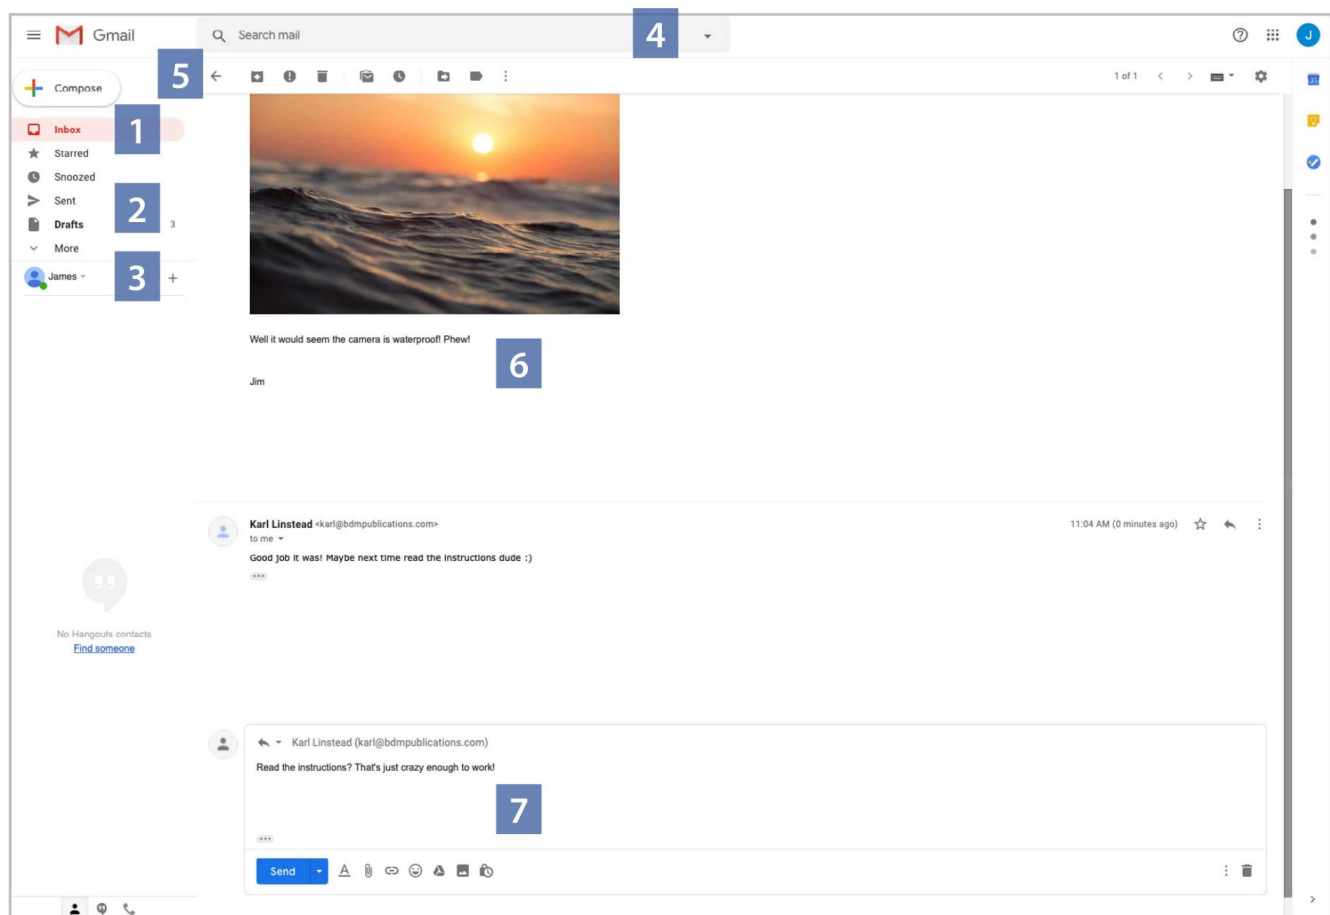 Gmail
Search mail
4
J
Compose
5
1 of 1
31
Inbox
1
Starred
Snoozed
Sent
2
Drafts
3
More
James
3
Well it would seem the camera is waterproof! Phew!
6
Jim
Karl Linstead <karl@bdmpublications.com>
11:04 AM (0 minutes ago)
to me
Good job it was! Maybe next time read the instructions dude :)
No Hangouts contacts
Find someone
Karl Linstead (karl@bdmpublications.com)
Read the instructions? That's just crazy enough to work!
7
Send